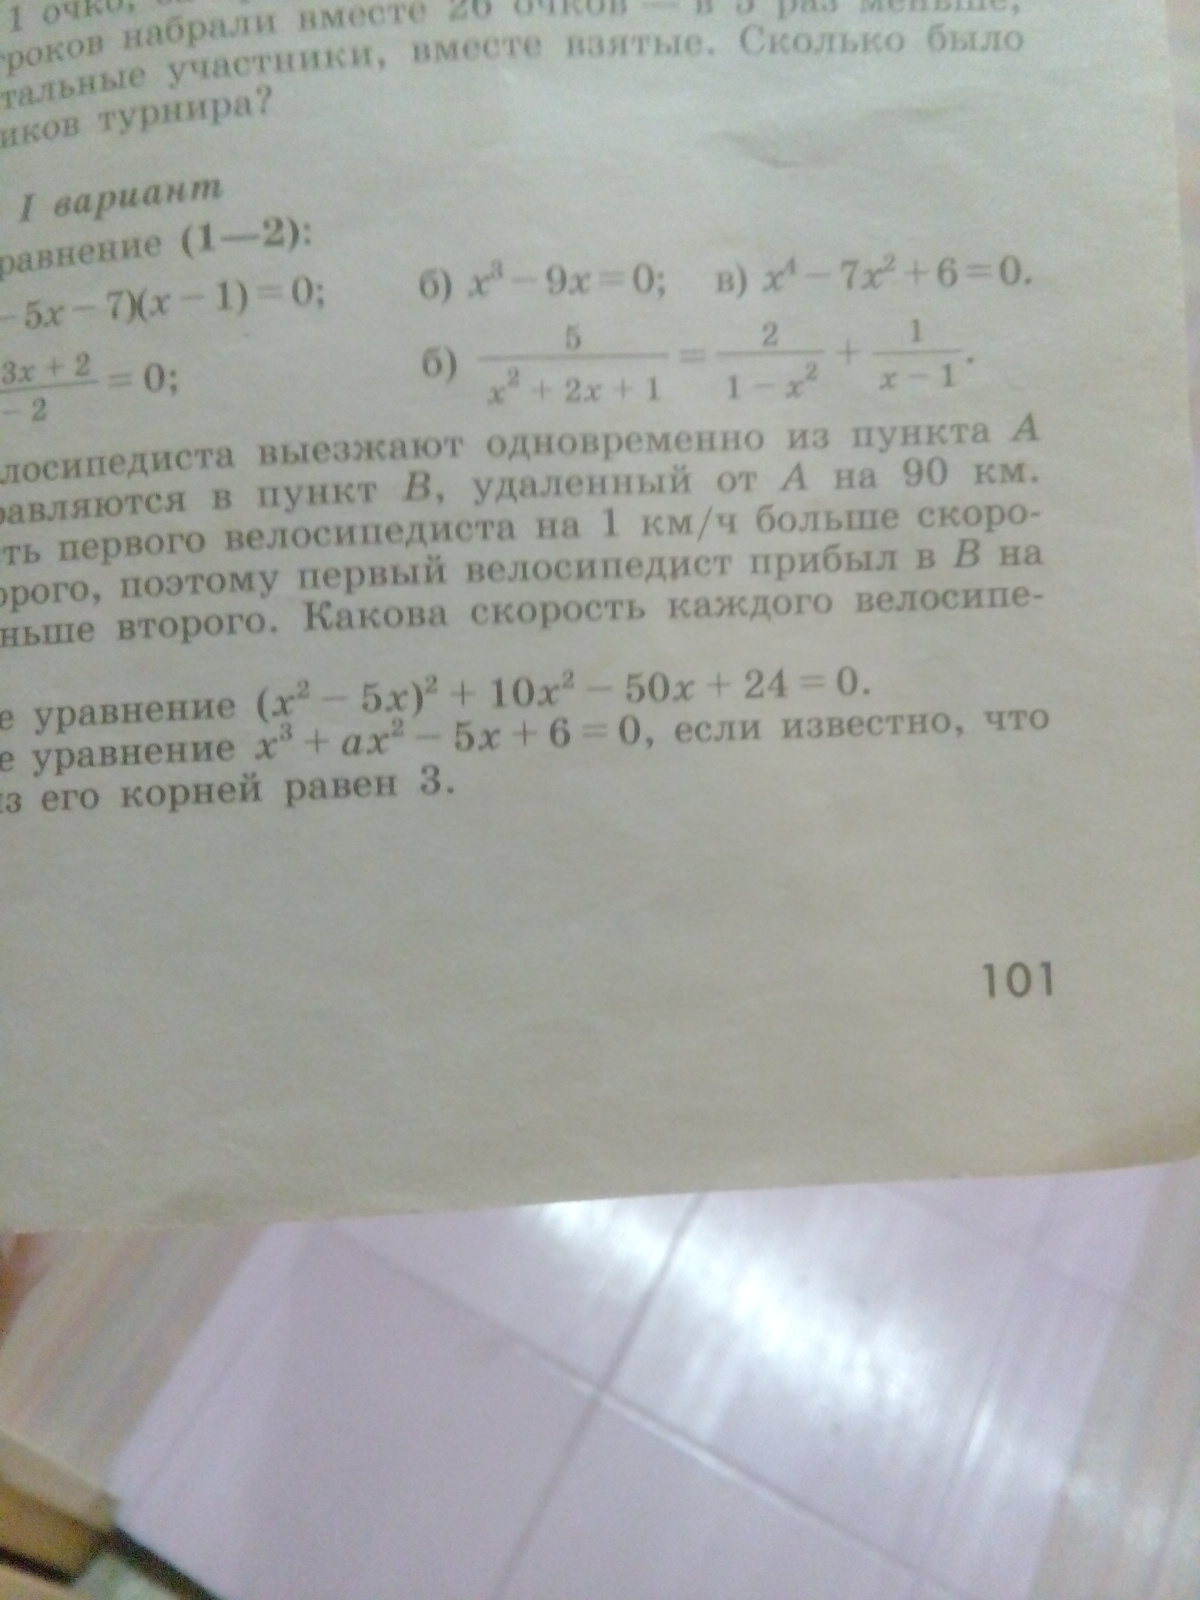 1 очко,
гроков набрали вместе 26 очков — в 5 раз меньше,
тальные участники, вместе взятые. Сколько было
иков турнира?
I вариант
равнение (1—2):
– 5x – 7)(x – 1) = 0; б) x³ – 9x = 0; в) x⁴ – 7x² + 6 = 0.
3x + 2 / – 2 = 0; б) 5 / x² + 2x + 1 = 2 / 1 – x² + 1 / x – 1.
лосипедиста выезжают одновременно из пункта A
равляются в пункт B, удаленный от A на 90 км.
сть первого велосипедиста на 1 км/ч больше скоро-
орого, поэтому первый велосипедист прибыл в B на
ньше второго. Какова скорость каждого велосипе-
е уравнение (x² – 5x)² + 10x² – 50x + 24 = 0.
е уравнение x³ + ax² – 5x + 6 = 0, если известно, что
из его корней равен 3.
101